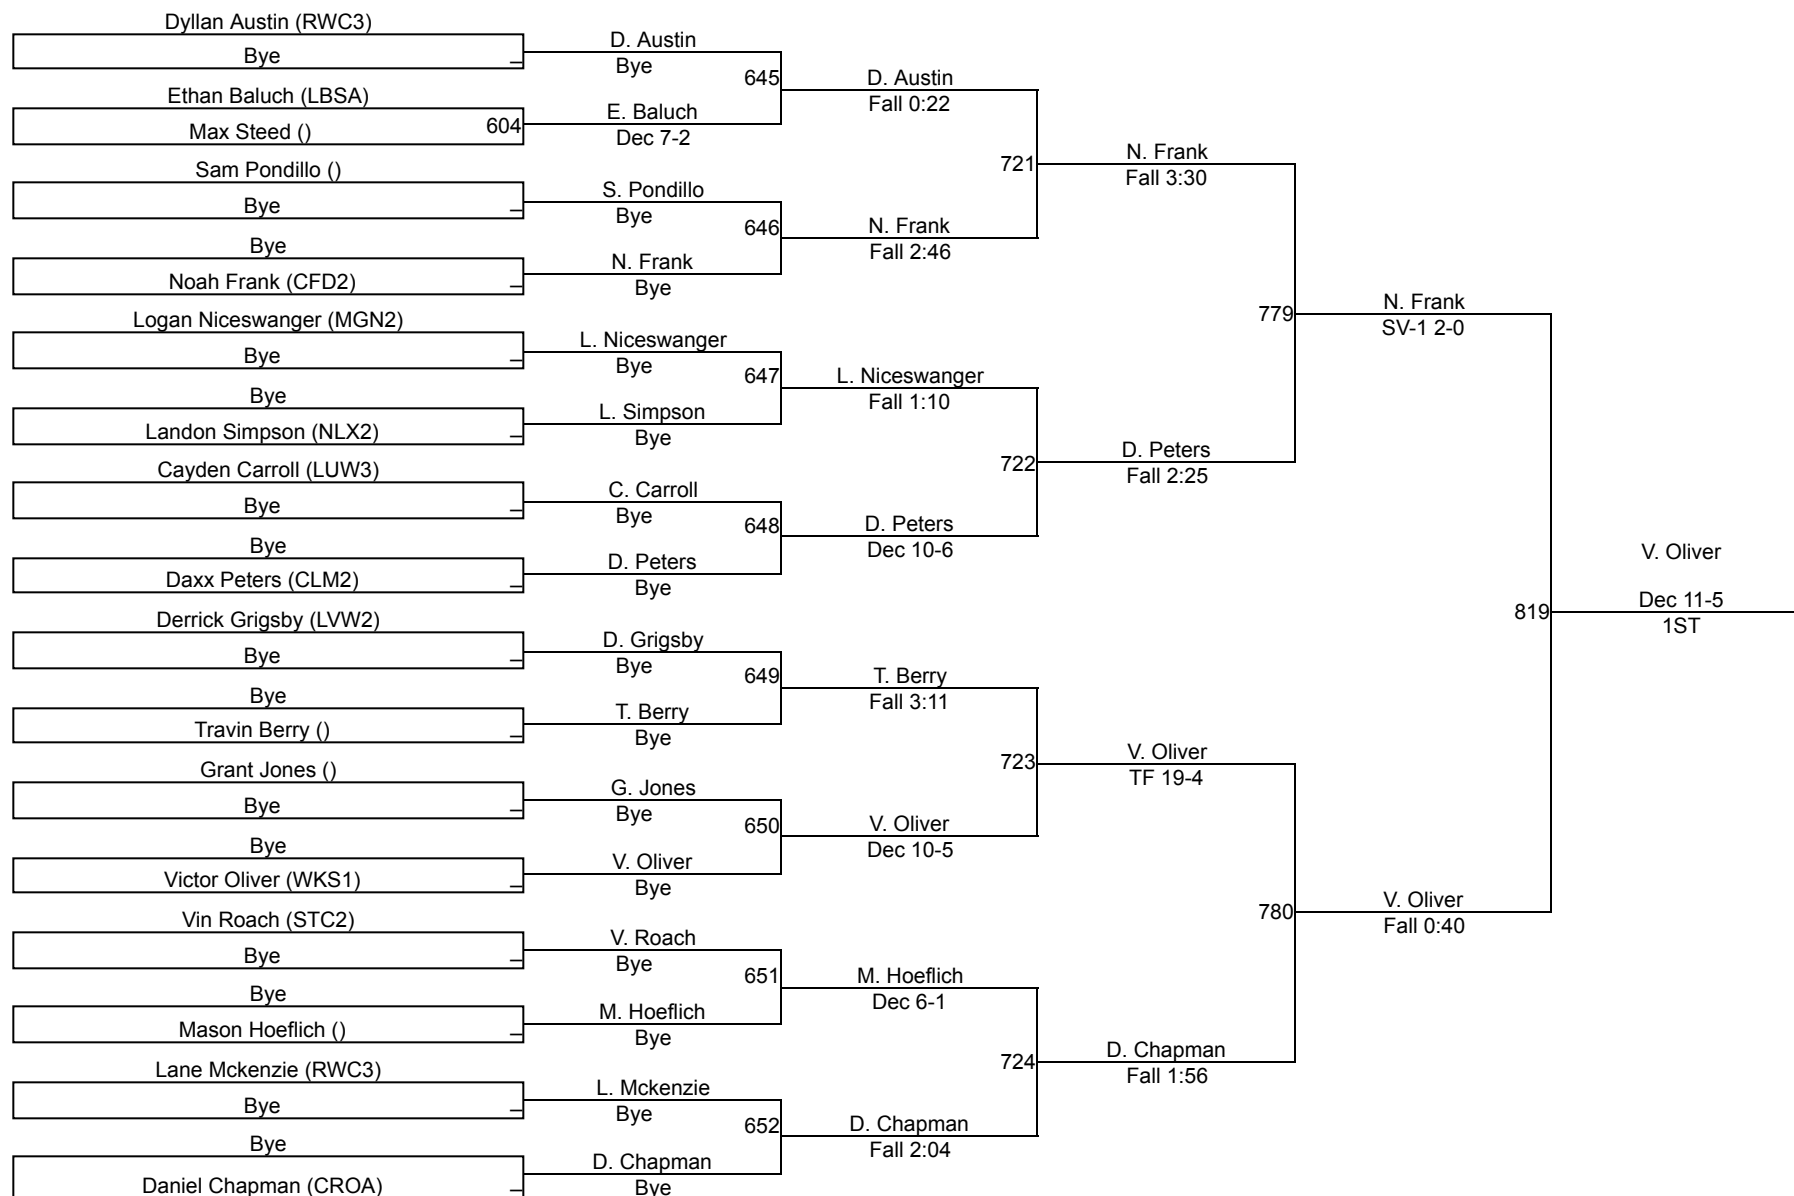 Dyllan Austin (RWC3)
Bye
Ethan Baluch (LBSA)
Max Steed ()
604
Sam Pondillo ()
Bye
Bye
Noah Frank (CFD2)
Logan Niceswanger (MGN2)
Bye
Bye
Landon Simpson (NLX2)
Cayden Carroll (LUW3)
Bye
Bye
Daxx Peters (CLM2)
Derrick Grigsby (LVW2)
Bye
Bye
Travin Berry ()
Grant Jones ()
Bye
Bye
Victor Oliver (WKS1)
Vin Roach (STC2)
Bye
Bye
Mason Hoeflich ()
Lane Mckenzie (RWC3)
Bye
Bye
Daniel Chapman (CROA)
D. Austin
Bye
645
E. Baluch
Dec 7-2
S. Pondillo
Bye
646
N. Frank
Bye
L. Niceswanger
Bye
647
L. Simpson
Bye
C. Carroll
Bye
648
D. Peters
Bye
D. Grigsby
Bye
649
T. Berry
Bye
G. Jones
Bye
650
V. Oliver
Bye
V. Roach
Bye
651
M. Hoeflich
Bye
L. Mckenzie
Bye
652
D. Chapman
Bye
D. Austin
Fall 0:22
721
N. Frank
Fall 2:46
L. Niceswanger
Fall 1:10
722
D. Peters
Dec 10-6
T. Berry
Fall 3:11
723
V. Oliver
Dec 10-5
M. Hoeflich
Dec 6-1
724
D. Chapman
Fall 2:04
N. Frank
Fall 3:30
779
D. Peters
Fall 2:25
V. Oliver
TF 19-4
780
D. Chapman
Fall 1:56
N. Frank
SV-1 2-0
819
V. Oliver
Fall 0:40
V. Oliver
Dec 11-5
1ST